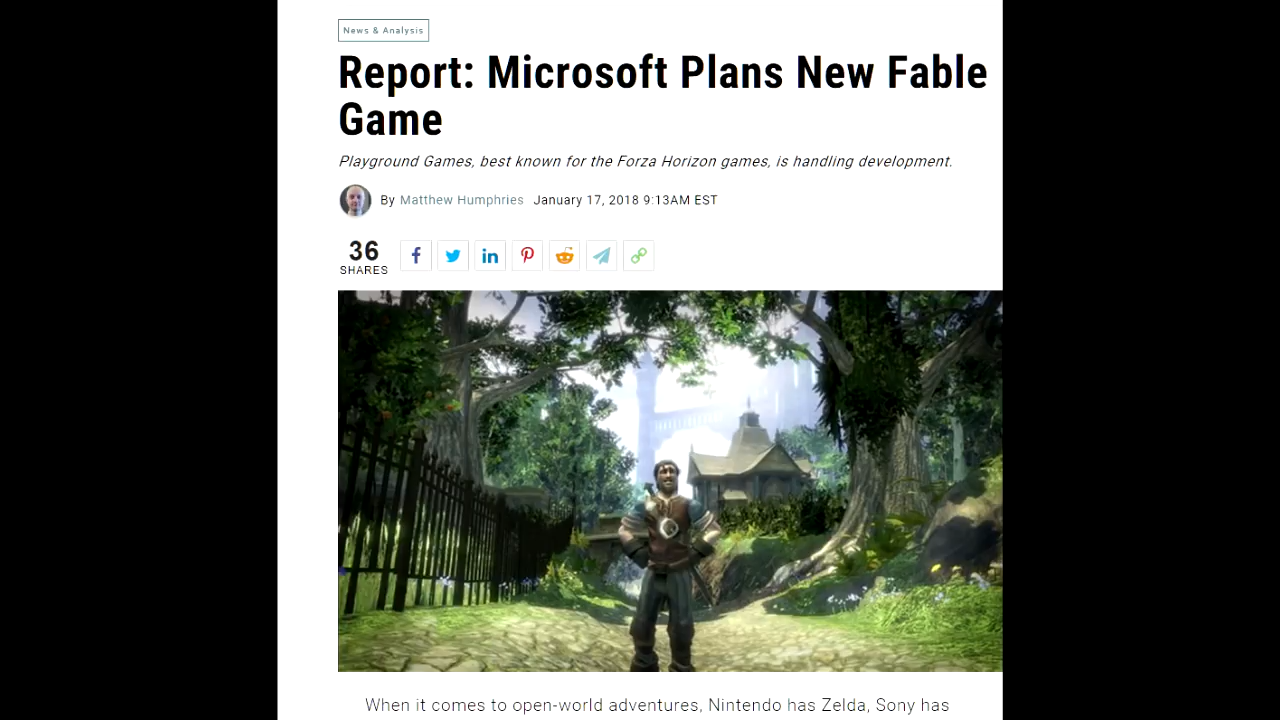 News & Analysis
Report: Microsoft Plans New Fable
Game
Playground Games, best known for the Forza Horizon games, is handling development.
By Matthew Humphries January 17, 2018 9:13AM EST
36
SHARES
When it comes to open-world adventures, Nintendo has Zelda, Sony has